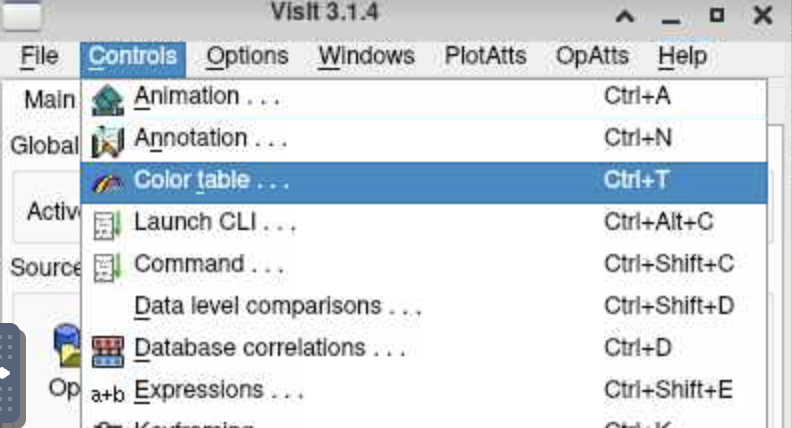 VisIt 3.1.4
File Controls Options Windows PlotAtts OpAtts Help
Main
Animation . . . Ctrl+A
Global
Annotation . . . Ctrl+N
Color table . . . Ctrl+T
Activ
Launch CLI . . . Ctrl+Alt+C
Source
Command . . . Ctrl+Shift+C
Data level comparisons . . . Ctrl+Shift+D
Database correlations . . . Ctrl+D
Op
a+b Expressions . . . Ctrl+Shift+E
Keyframing Ctrl+K